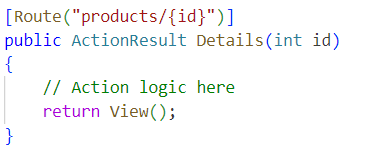 [Route("products/{id}")]
public ActionResult Details(int id)
{
    // Action logic here
    return View();
}